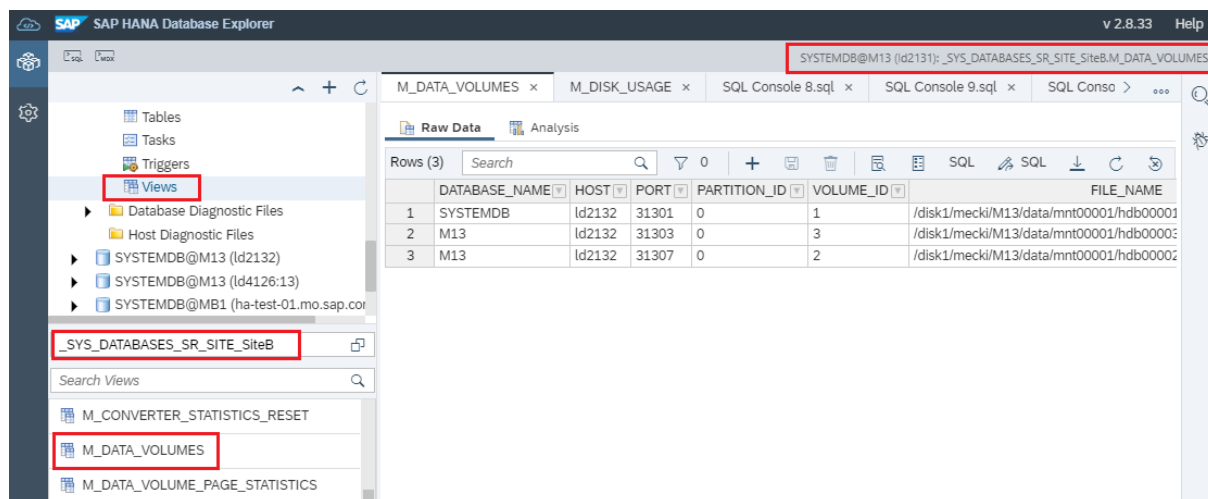 SAP SAP HANA Database Explorer v 2.8.33 Help
SQL MDX SYSTEMDB@M13 (ld2131): _SYS_DATABASES_SR_SITE_SiteB.M_DATA_VOLUMES
M_DATA_VOLUMES × M_DISK_USAGE × SQL Console 8.sql × SQL Console 9.sql × SQL Conso
Tables
Tasks
Triggers
Views
Database Diagnostic Files
Host Diagnostic Files
SYSTEMDB@M13 (ld2132)
SYSTEMDB@M13 (ld4126:13)
SYSTEMDB@MB1 (ha-test-01.mo.sap.cor
_SYS_DATABASES_SR_SITE_SiteB
Search Views
M_CONVERTER_STATISTICS_RESET
M_DATA_VOLUMES
M_DATA_VOLUME_PAGE_STATISTICS
Raw Data Analysis
Rows (3) Search 0 SQL SQL
DATABASE_NAME HOST PORT PARTITION_ID VOLUME_ID FILE_NAME
1 SYSTEMDB ld2132 31301 0 1 /disk1/mecki/M13/data/mnt00001/hdb00001
2 M13 ld2132 31303 0 3 /disk1/mecki/M13/data/mnt00001/hdb00003
3 M13 ld2132 31307 0 2 /disk1/mecki/M13/data/mnt00001/hdb00002